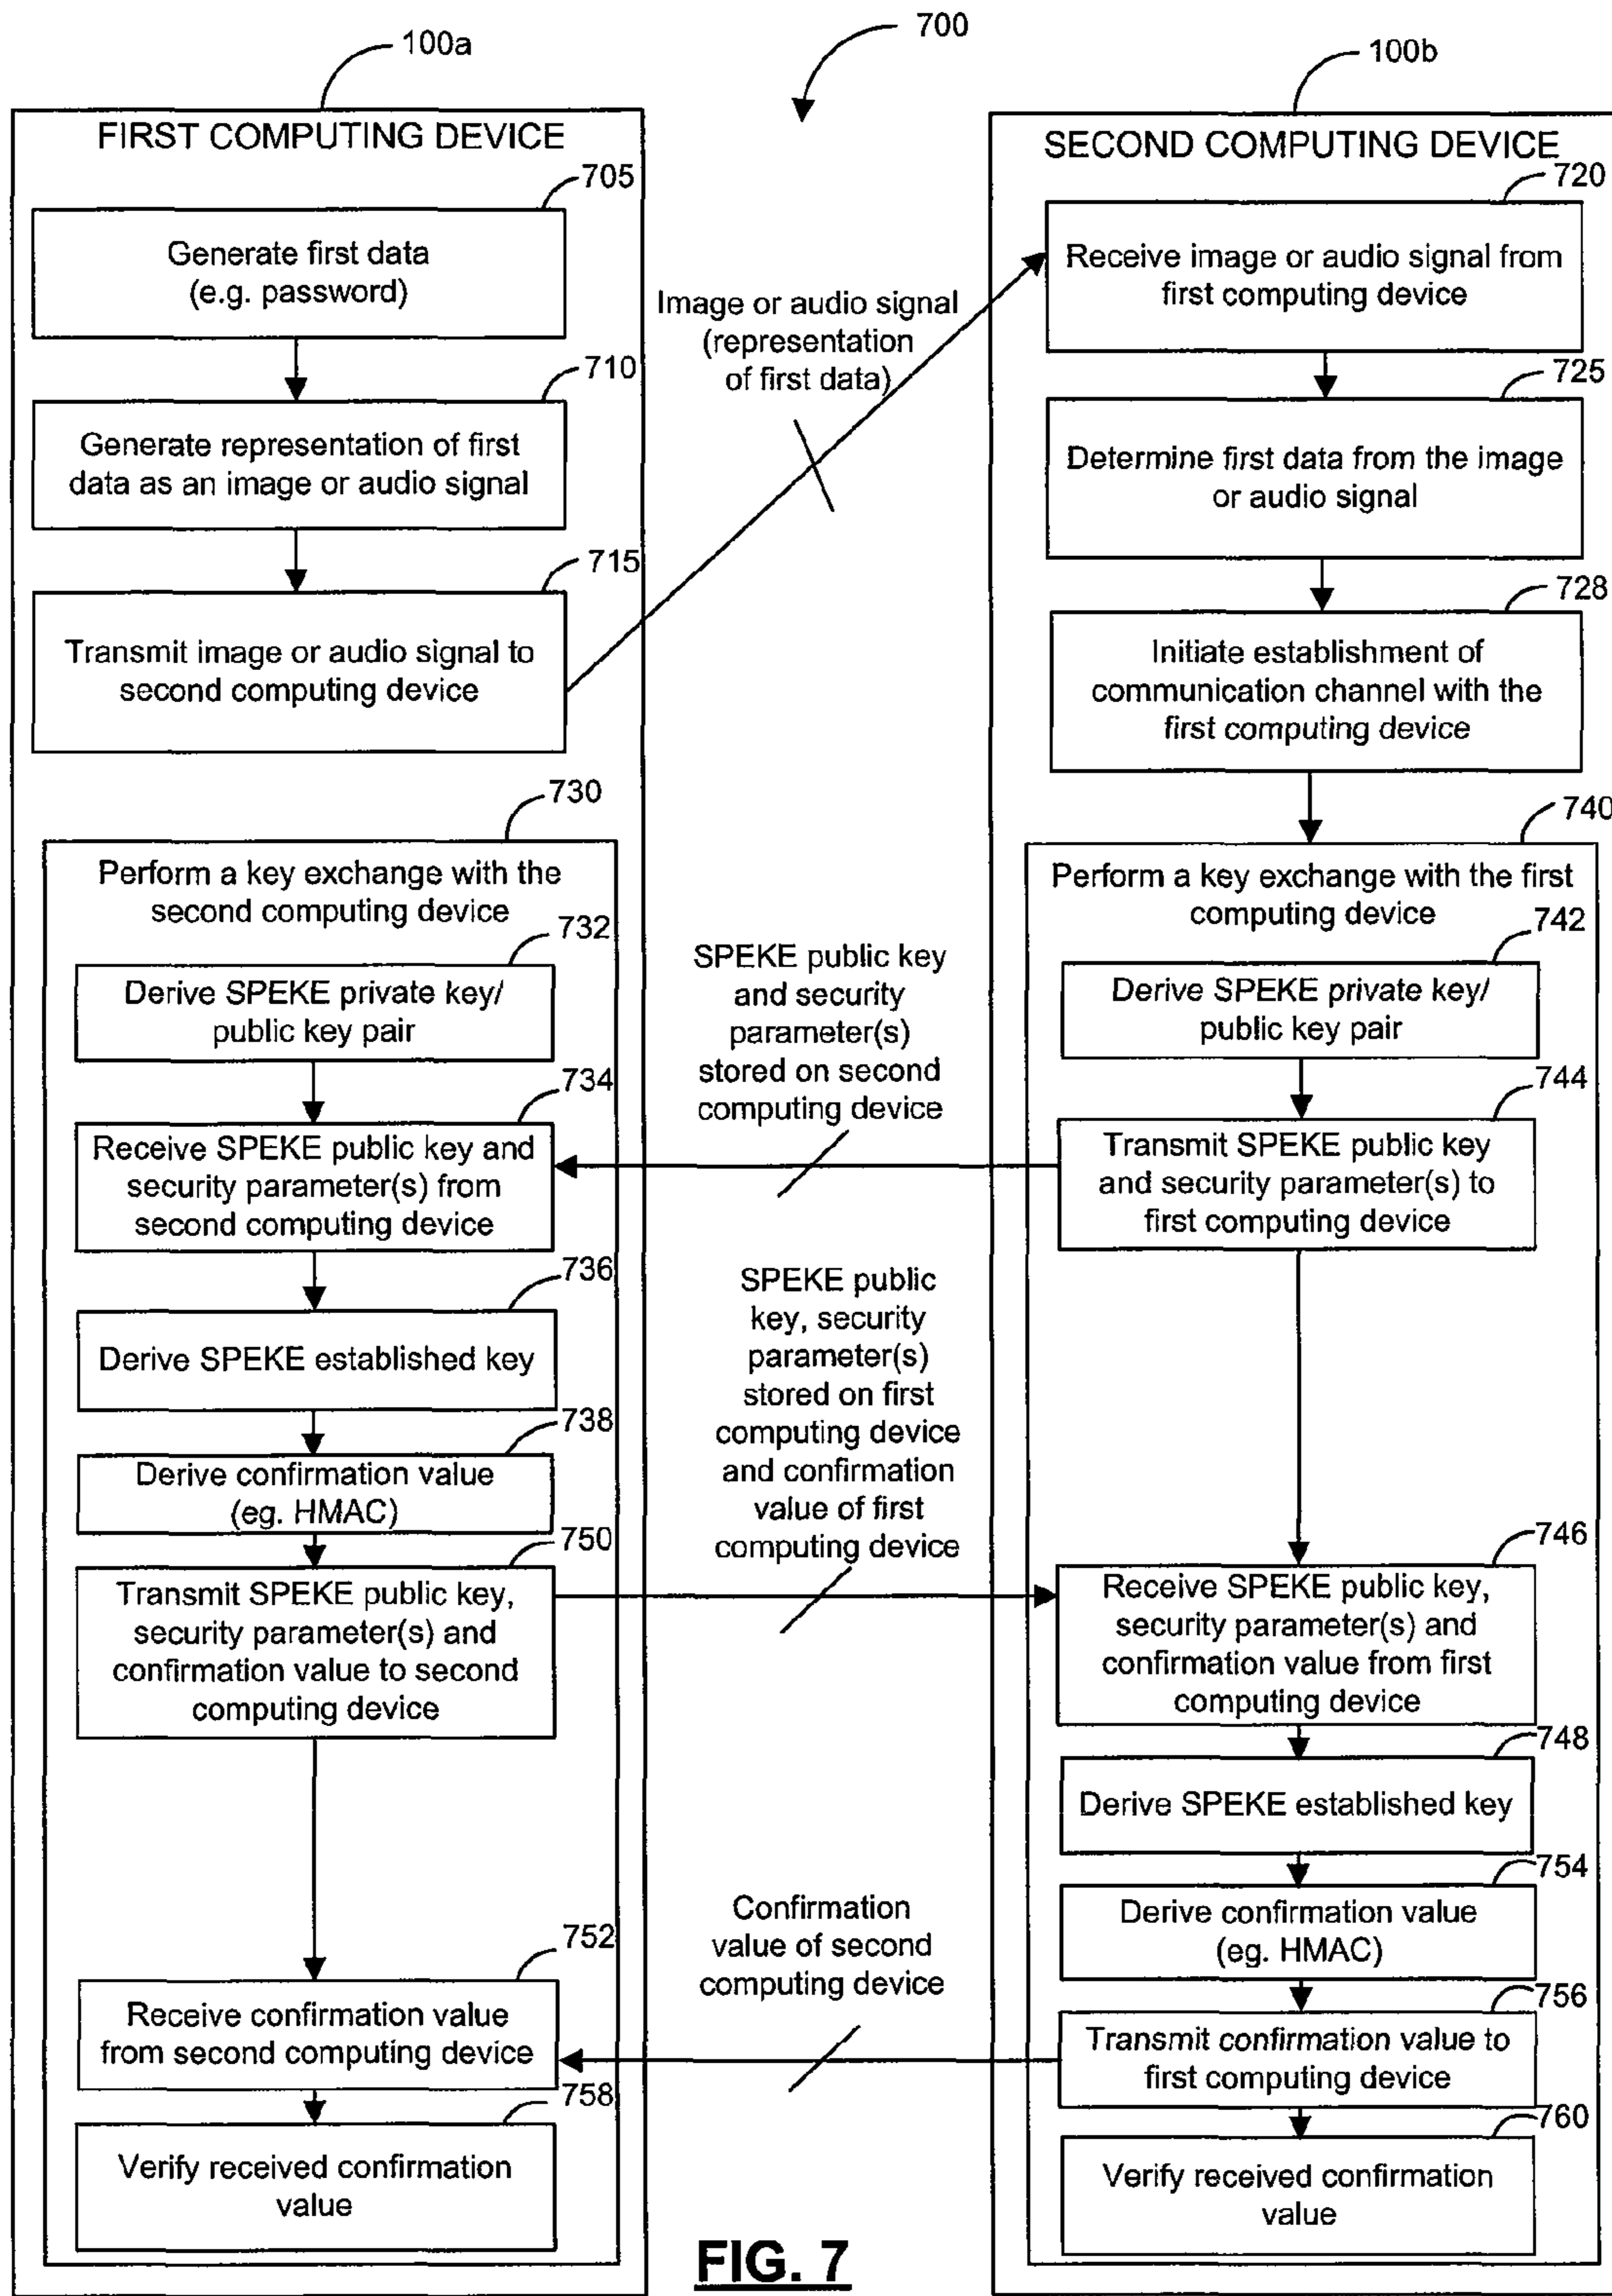 700
100a
FIRST COMPUTING DEVICE
705
Generate first data
(e.g. password)
710
Generate representation of first
data as an image or audio signal
715
Transmit image or audio signal to
second computing device
730
Perform a key exchange with the
second computing device
732
Derive SPEKE private key/
public key pair
734
Receive SPEKE public key and
security parameter(s) from
second computing device
736
Derive SPEKE established key
738
Derive confirmation value
(eg. HMAC)
750
Transmit SPEKE public key,
security parameter(s) and
confirmation value to second
computing device
752
Receive confirmation value
from second computing device
758
Verify received confirmation
value
Image or audio signal
(representation
of first data)
SPEKE public key
and security
parameter(s)
stored on second
computing device
SPEKE public
key, security
parameter(s)
stored on first
computing device
and confirmation
value of first
computing device
Confirmation
value of second
computing device
100b
SECOND COMPUTING DEVICE
720
Receive image or audio signal from
first computing device
725
Determine first data from the image
or audio signal
728
Initiate establishment of
communication channel with the
first computing device
740
Perform a key exchange with the first
computing device
742
Derive SPEKE private key/
public key pair
744
Transmit SPEKE public key
and security parameter(s) to
first computing device
746
Receive SPEKE public key,
security parameter(s) and
confirmation value from first
computing device
748
Derive SPEKE established key
754
Derive confirmation value
(eg. HMAC)
756
Transmit confirmation value to
first computing device
760
Verify received confirmation
value
FIG. 7